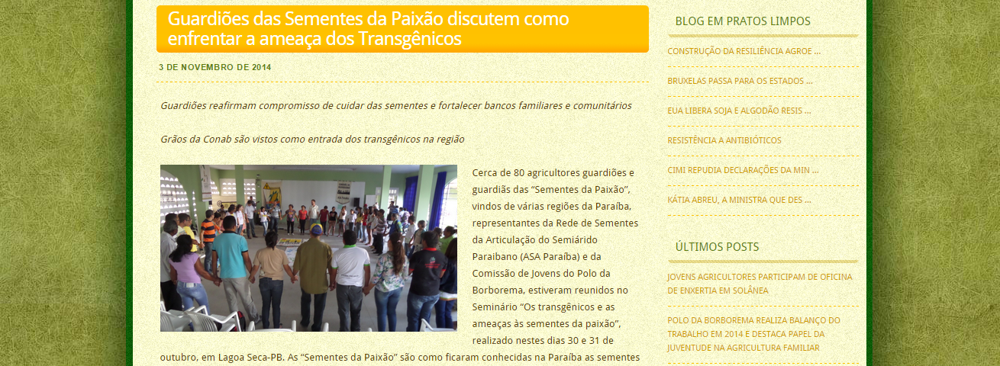 Guardiões das Sementes da Paixão discutem como
enfrentar a ameaça dos Transgênicos
3 DE NOVEMBRO DE 2014
Guardiões reafirmam compromisso de cuidar das sementes e fortalecer bancos familiares e comunitários
Grãos da Conab são vistos como entrada dos transgênicos na região
Cerca de 80 agricultores guardiões e
guardiãs das “Sementes da Paixão”,
vindos de várias regiões da Paraíba,
representantes da Rede de Sementes
da Articulação do Semiárido
Paraibano (ASA Paraíba) e da
Comissão de Jovens do Polo da
Borborema, estiveram reunidos no
Seminário “Os transgênicos e as
ameaças às sementes da paixão”,
realizado nestes dias 30 e 31 de
outubro, em Lagoa Seca-PB. As “Sementes da Paixão” são como ficaram conhecidas na Paraíba as sementes
BLOG EM PRATOS LIMPOS
CONSTRUÇÃO DA RESILIÊNCIA AGROE ...
BRUXELAS PASSA PARA OS ESTADOS ...
EUA LIBERA SOJA E ALGODÃO RESIS ...
RESISTÊNCIA A ANTIBIÓTICOS
CIMI REPUDIA DECLARAÇÕES DA MIN ...
KÁTIA ABREU, A MINISTRA QUE DES ...
ÚLTIMOS POSTS
JOVENS AGRICULTORES PARTICIPAM DE OFICINA
DE ENXERTIA EM SOLÂNEA
POLO DA BORBOREMA REALIZA BALANÇO DO
TRABALHO EM 2014 E DESTACA PAPEL DA
JUVENTUDE NA AGRICULTURA FAMILIAR